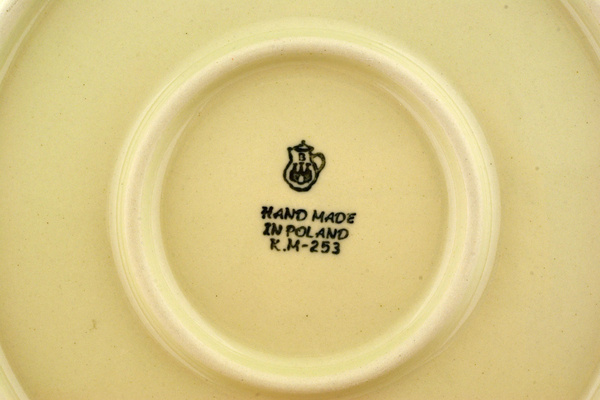 B
HAND MADE
IN POLAND
K.M-253